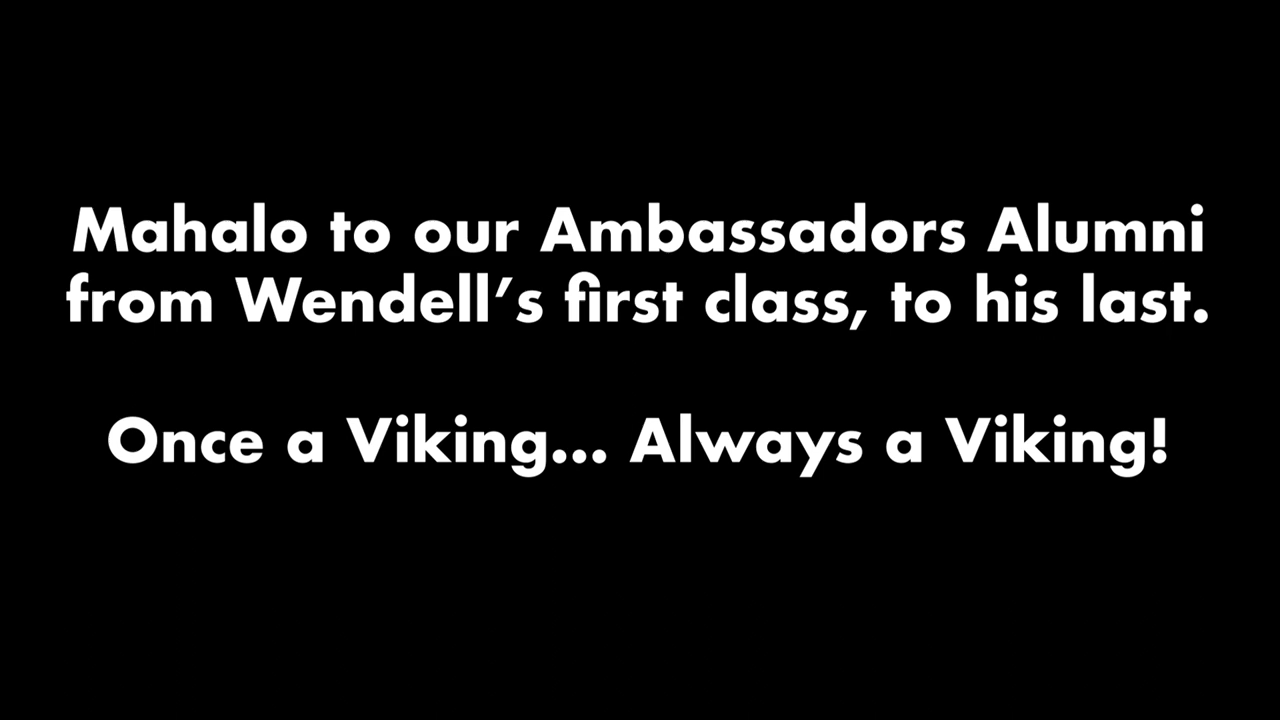 Mahalo to our Ambassadors Alumni
from Wendell’s first class, to his last.
Once a Viking... Always a Viking!